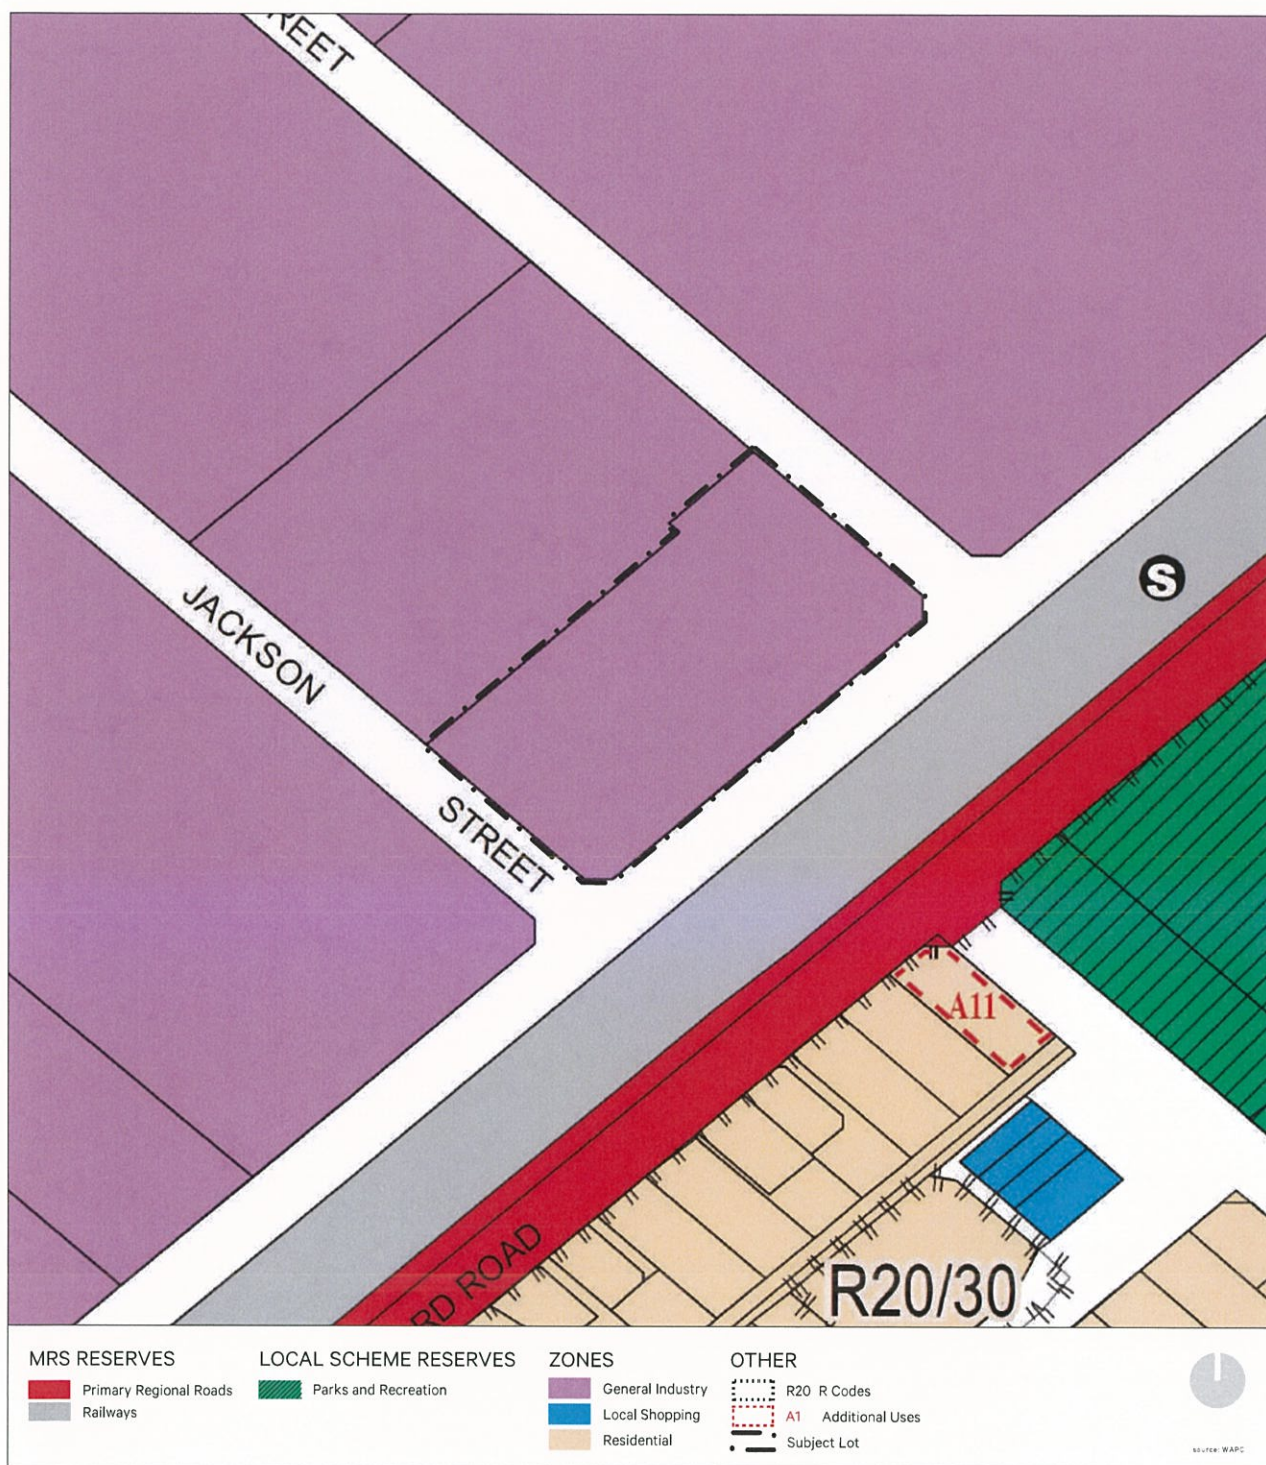 REET
S
JACKSON
STREET
A11
RD ROAD
R20/30
MRS RESERVES
Primary Regional Roads
Railways
LOCAL SCHEME RESERVES
Parks and Recreation
ZONES
General Industry
Local Shopping
Residential
OTHER
R20 R Codes
A1 Additional Uses
Subject Lot
source: WAPC